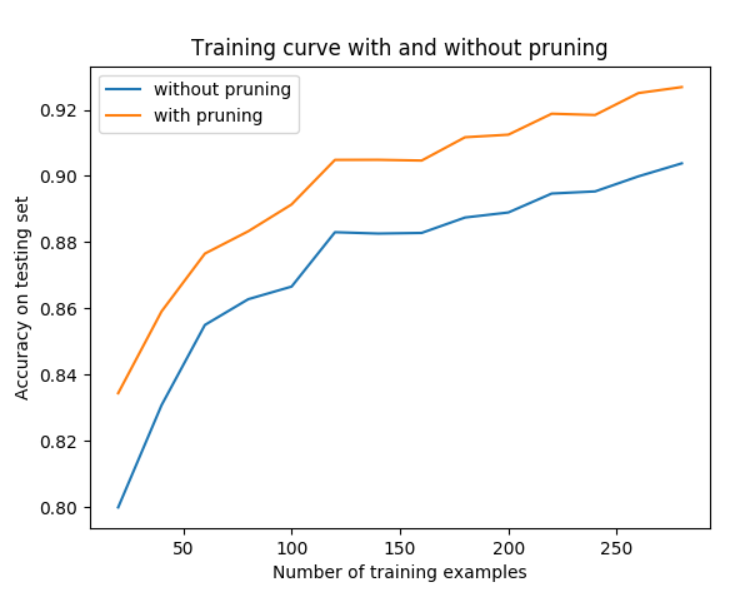 Training curve with and without pruning
without pruning
with pruning
Accuracy on testing set
0.92
0.90
0.88
0.86
0.84
0.82
0.80
50 100 150 200 250
Number of training examples